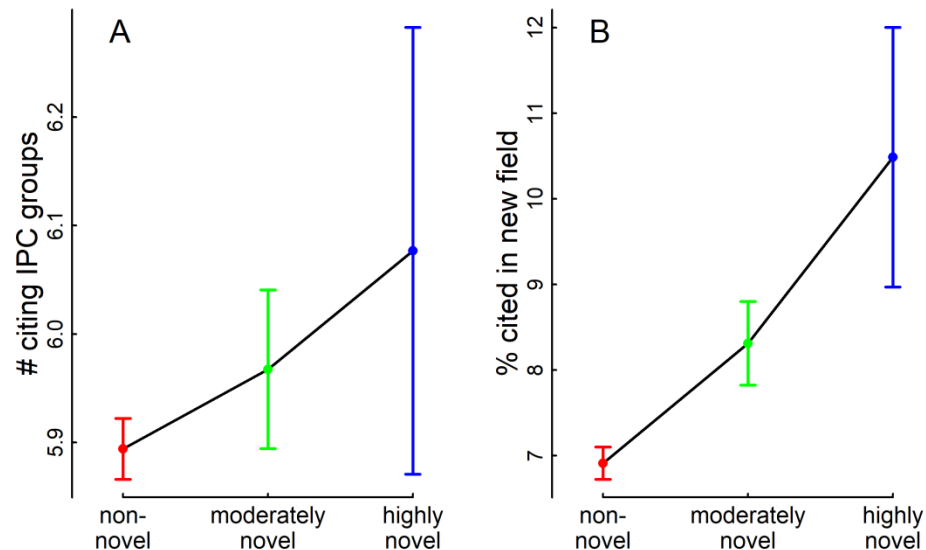 A
# citing IPC groups
6.2
6.1
6.0
5.9
non-
novel
moderately
novel
highly
novel
B
% cited in new field
12
11
10
9
8
7
non-
novel
moderately
novel
highly
novel